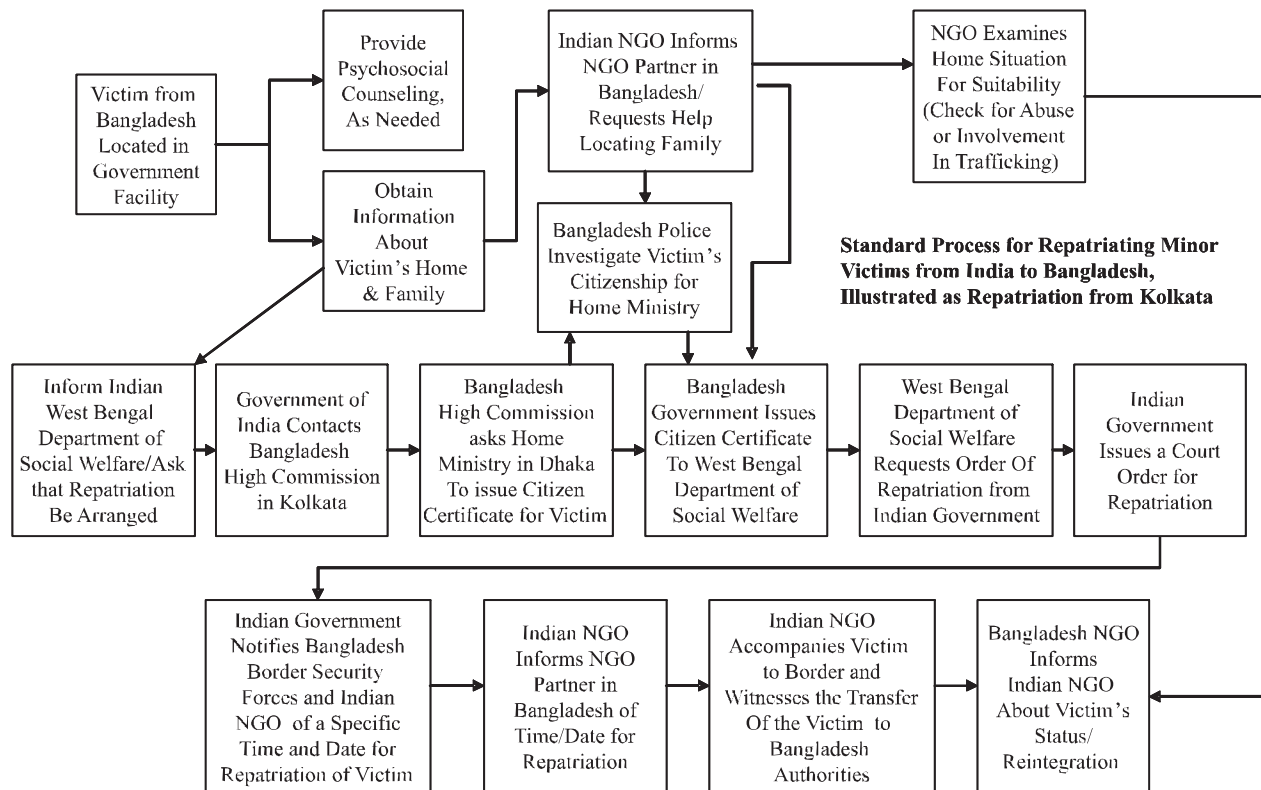 Victim from
Bangladesh
Located in
Government
Facility
Provide
Psychosocial
Counseling,
As Needed
Obtain
Information
About
Victim's Home
& Family
Indian NGO Informs
NGO Partner in
Bangladesh/
Requests Help
Locating Family
NGO Examines
Home Situation
For Suitability
(Check for Abuse
or Involvement
In Trafficking)
Bangladesh Police
Investigate Victim's
Citizenship for
Home Ministry
Standard Process for Repatriating Minor
Victims from India to Bangladesh,
Illustrated as Repatriation from Kolkata
Inform Indian
West Bengal
Department of
Social Welfare/Ask
that Repatriation
Be Arranged
Government of
India Contacts
Bangladesh
High Commission
in Kolkata
Bangladesh
High Commission
asks Home
Ministry in Dhaka
To issue Citizen
Certificate for Victim
Bangladesh
Government Issues
Citizen Certificate
To West Bengal
Department of
Social Welfare
West Bengal
Department of
Social Welfare
Requests Order Of
Repatriation from
Indian Government
Indian
Government
Issues a Court
Order for
Repatriation
Indian Government
Notifies Bangladesh
Border Security
Forces and Indian
NGO of a Specific
Time and Date for
Repatriation of Victim
Indian NGO
Informs NGO
Partner in
Bangladesh of
Time/Date for
Repatriation
Indian NGO
Accompanies Victim
to Border and
Witnesses the Transfer
Of the Victim to
Bangladesh
Authorities
Bangladesh NGO
Informs
Indian NGO
About Victim's
Status/
Reintegration